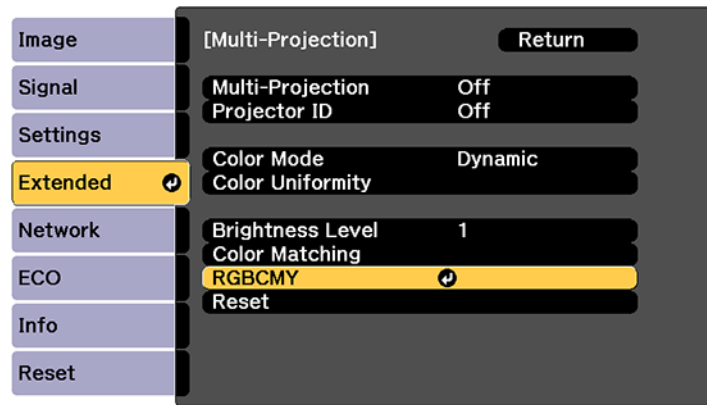 Image
Signal
Settings
Extended
Network
ECO
Info
Reset
[Multi-Projection] Return
Multi-Projection Off
Projector ID Off
Color Mode Dynamic
Color Uniformity
Brightness Level 1
Color Matching
RGBCMY
Reset